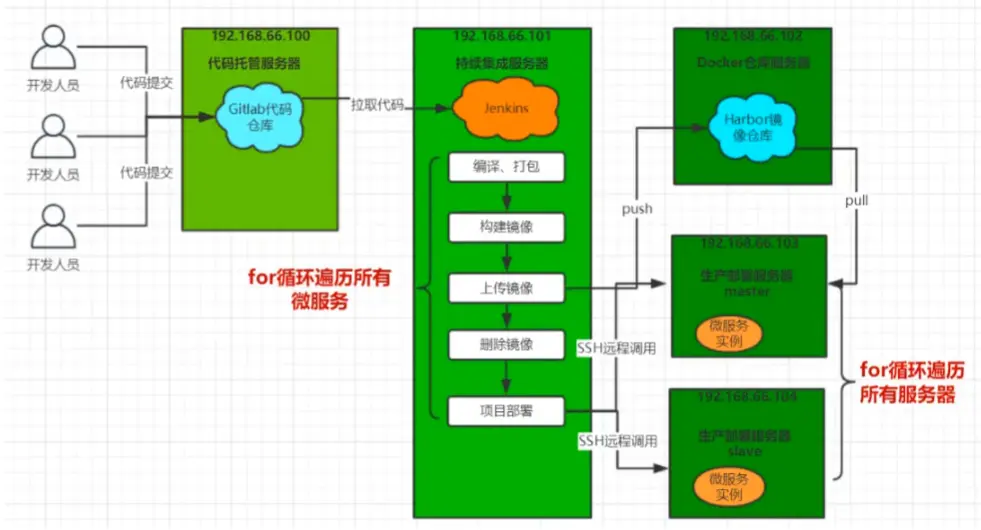 开发人员
开发人员
开发人员
代码提交
代码提交
192.168.66.100
代码托管服务器
Gitlab代码
仓库
拉取代码
192.168.66.101
持续集成服务器
Jenkins
编译、打包
构建镜像
上传镜像
删除镜像
项目部署
for循环遍历所有
微服务
push
SSH远程调用
SSH远程调用
192.168.66.102
Docker仓库服务器
Harbor镜
像仓库
pull
192.168.66.103
生产部署服务器
master
微服务
实例
192.168.66.104
生产部署服务器
slave
微服务
实例
for循环遍历
所有服务器